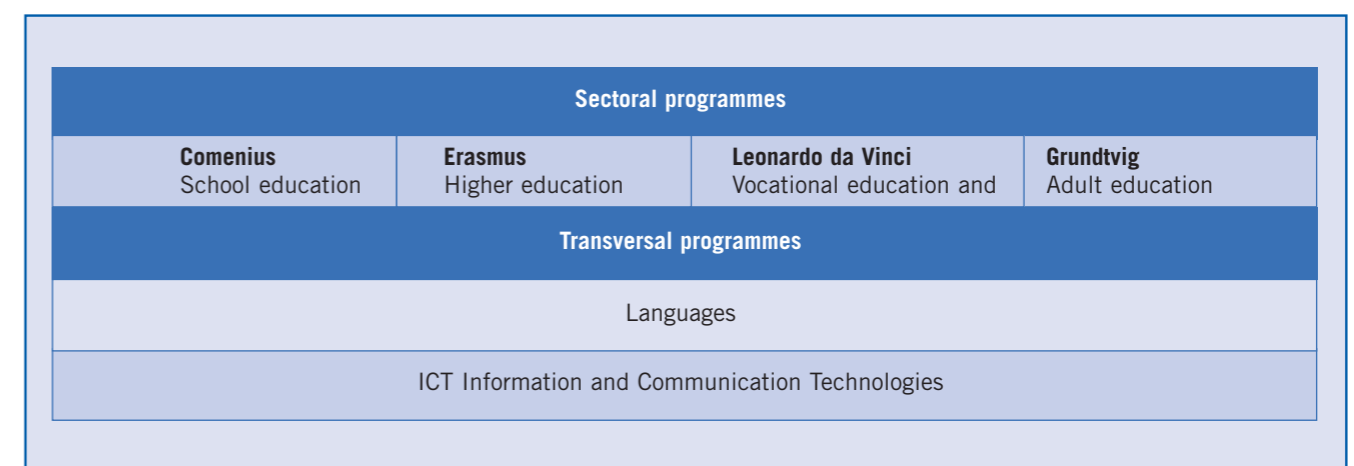 Sectoral programmes
Comenius
School education
Erasmus
Higher education
Leonardo da Vinci
Vocational education and
Grundtvig
Adult education
Transversal programmes
Languages
ICT Information and Communication Technologies